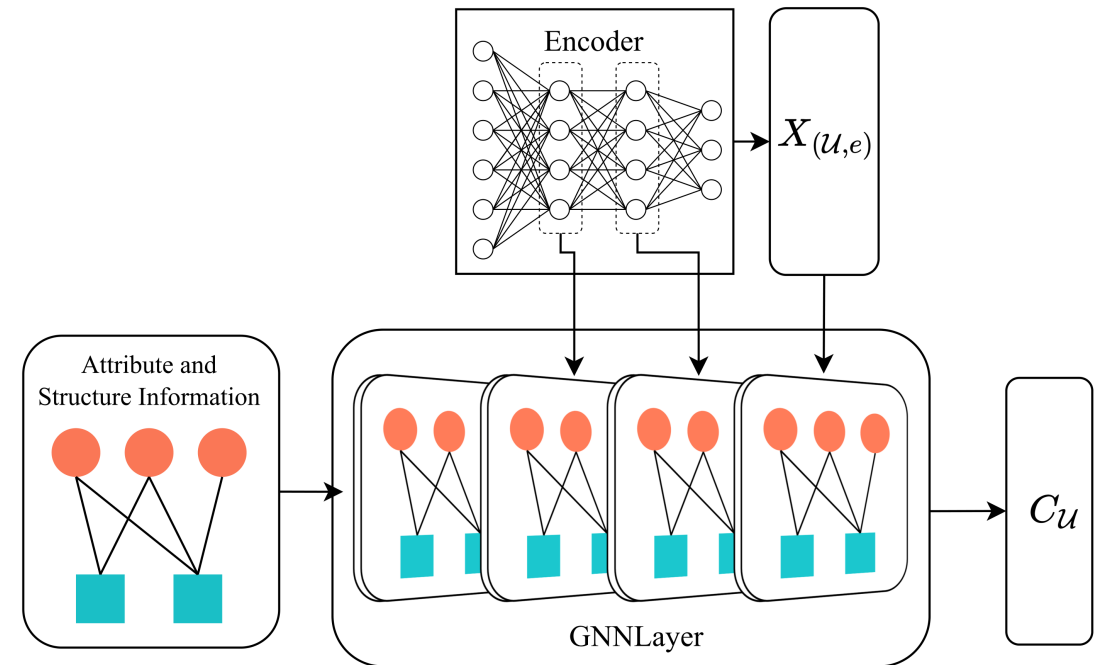 Encoder
X(𝒰,e)
Attribute and
Structure Information
C𝒰
GNNLayer